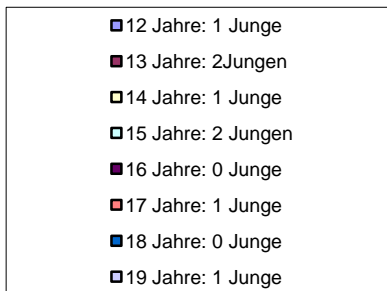 12 Jahre: 1 Junge
13 Jahre: 2Jungen
14 Jahre: 1 Junge
15 Jahre: 2 Jungen
16 Jahre: 0 Junge
17 Jahre: 1 Junge
18 Jahre: 0 Junge
19 Jahre: 1 Junge